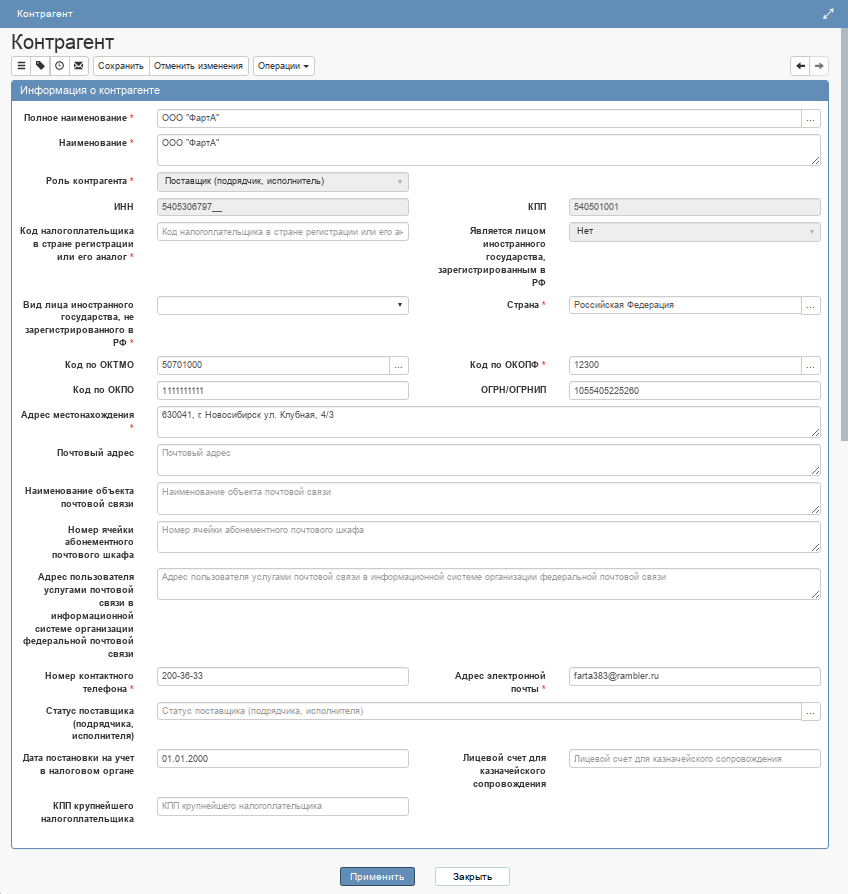 Контрагент
Контрагент
Сохранить Отменить изменения Операции
Информация о контрагенте
Полное наименование * ООО "ФартА" ...
Наименование * ООО "ФартА"
Роль контрагента * Поставщик (подрядчик, исполнитель)
ИНН 5405306797__ КПП 540501001
Код налогоплательщика
в стране регистрации
или его аналог *
Код налогоплательщика в стране регистрации или его ан
Является лицом
иностранного
государства,
зарегистрированным в
РФ
Нет
Вид лица иностранного
государства, не
зарегистрированного в
РФ *
Страна * Российская Федерация ...
Код по ОКТМО 50701000 ... Код по ОКОПФ * 12300 ...
Код по ОКПО 1111111111 ОГРН/ОГРНИП 1055405225260
Адрес местонахождения
*
630041, г. Новосибирск ул. Клубная, 4/3
Почтовый адрес Почтовый адрес
Наименование объекта
почтовой связи
Наименование объекта почтовой связи
Номер ячейки
абонементного
почтового шкафа
Номер ячейки абонементного почтового шкафа
Адрес пользователя
услугами почтовой
связи в
информационной
системе организации
федеральной почтовой
связи
Адрес пользователя услугами почтовой связи в информационной системе организации федеральной почтовой связи
Номер контактного
телефона *
200-36-33
Адрес электронной
почты *
farta383@rambler.ru
Статус поставщика
(подрядчика,
исполнителя)
Статус поставщика (подрядчика, исполнителя) ...
Дата постановки на учет
в налоговом органе
01.01.2000
Лицевой счет для
казначейского
сопровождения
Лицевой счет для казначейского сопровождения
КПП крупнейшего
налогоплательщика
КПП крупнейшего налогоплательщика
Применить Закрыть